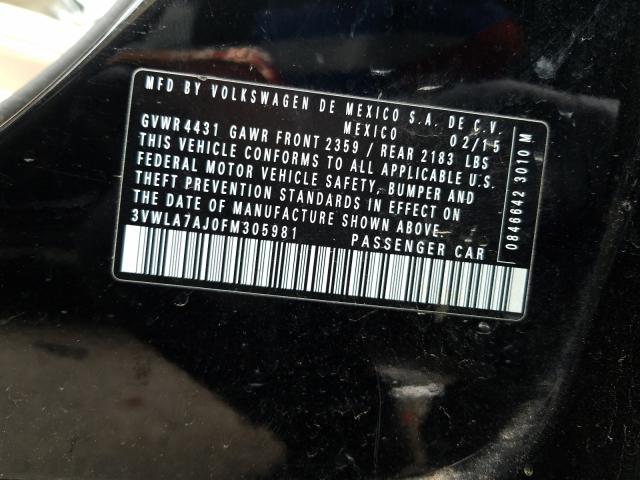 MFD BY VOLKSWAGEN DE MEXICO S.A. DE C.V.
MEXICO 02/15
GVWR 4431 GAWR FRONT 2359 / REAR 2183 LBS
THIS VEHICLE CONFORMS TO ALL APPLICABLE U.S.
FEDERAL MOTOR VEHICLE SAFETY, BUMPER AND
THEFT PREVENTION STANDARDS IN EFFECT ON
THE DATE OF MANUFACTURE SHOWN ABOVE.
3VWLA7AJ0FM305981 PASSENGER CAR
0846642 3010 M